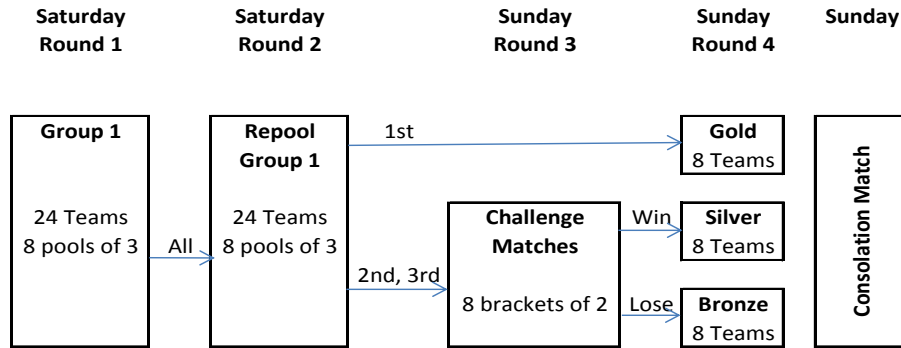 Saturday
Round 1
Saturday
Round 2
Sunday
Round 3
Sunday
Round 4
Sunday
Group 1
24 Teams
8 pools of 3
All
Repool
Group 1
24 Teams
8 pools of 3
1st
2nd, 3rd
Challenge
Matches
8 brackets of 2
Win
Lose
Gold
8 Teams
Silver
8 Teams
Bronze
8 Teams
Consolation Match